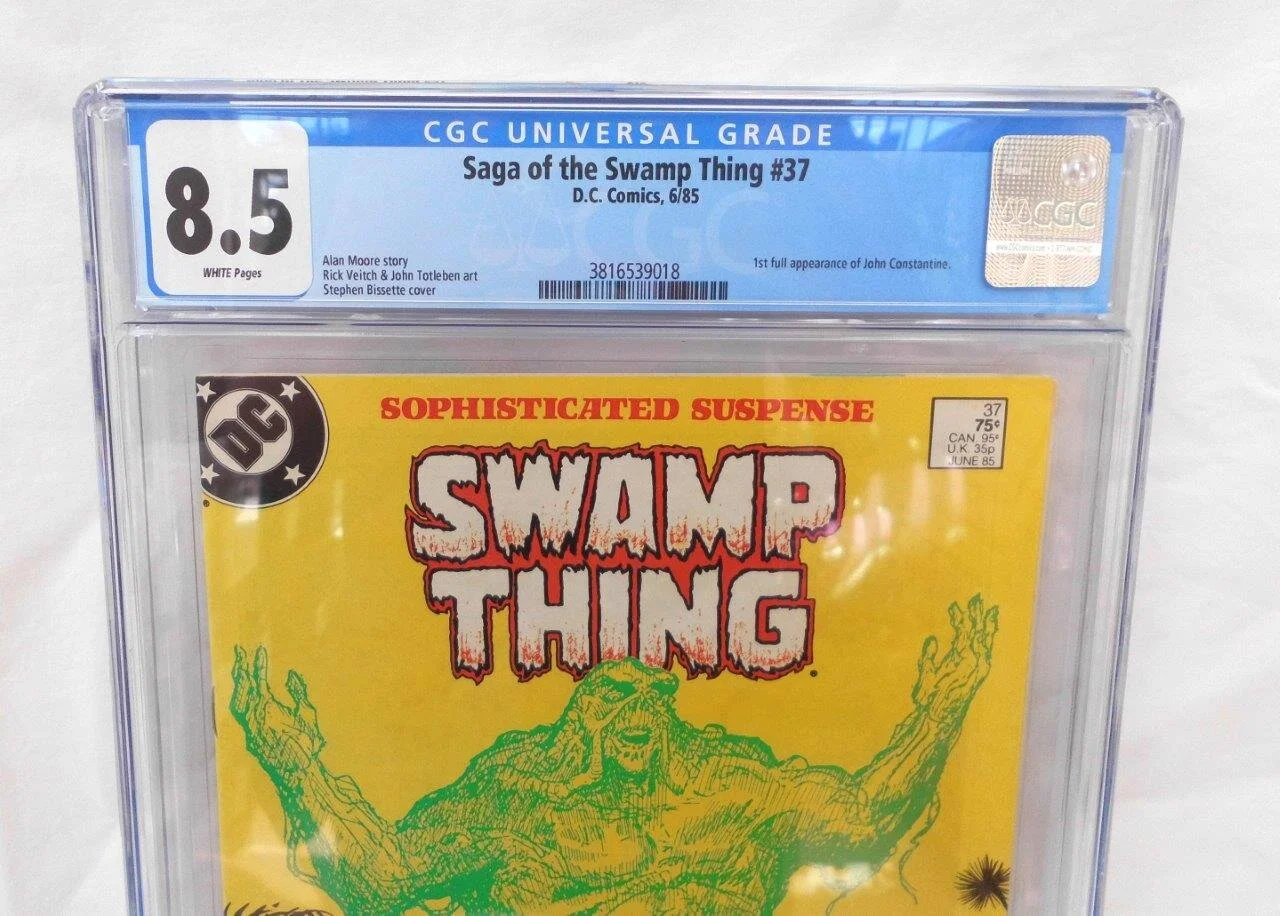 CGC UNIVERSAL GRADE
8.5
WHITE Pages
Saga of the Swamp Thing #37
D.C. Comics, 6/85
Alan Moore story
Rick Veitch & John Totleben art
Stephen Bissette cover
3816539018
1st full appearance of John Constantine.
CGC
CGC
DC
SOPHISTICATED SUSPENSE
37
75¢
CAN. 95¢
U.K. 35p
JUNE 85
SWAMP
THING